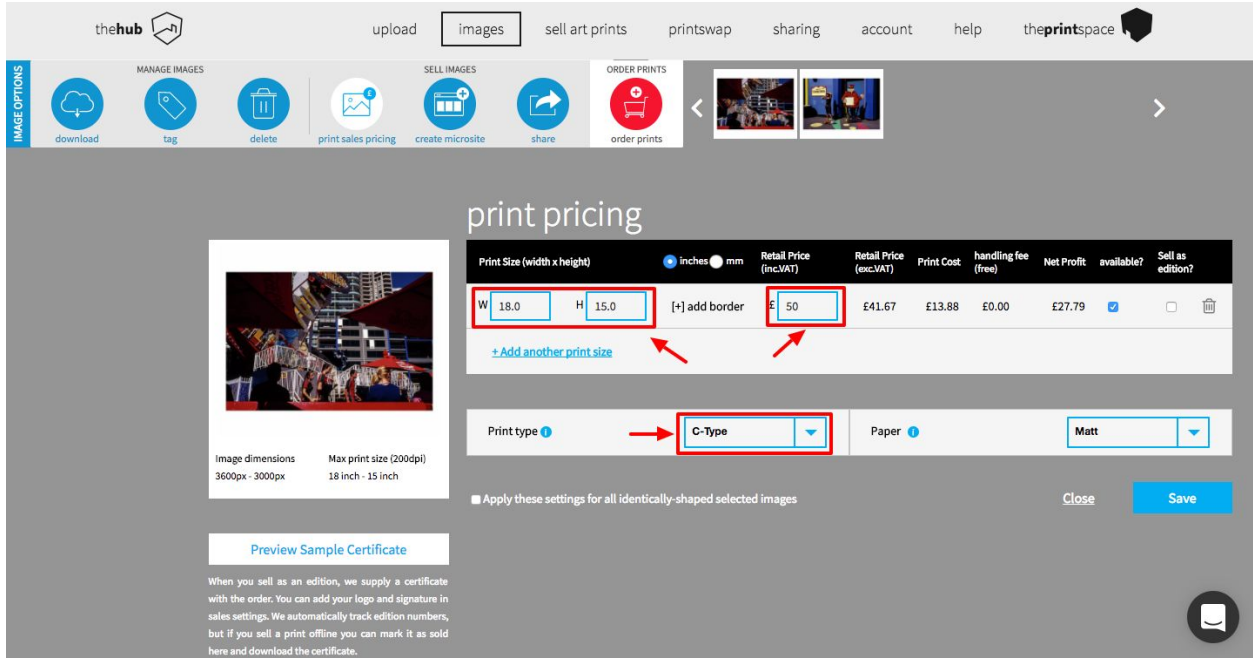 thehub
upload
images
sell art prints
printswap
sharing
account
help
theprintspace
IMAGE OPTIONS
MANAGE IMAGES
SELL IMAGES
ORDER PRINTS
download
tag
delete
£
print sales pricing
create microsite
share
order prints
print pricing
Print Size (width x height)
inches
mm
Retail Price
(inc.VAT)
Retail Price
(exc.VAT)
Print Cost
handling fee
(free)
Net Profit
available?
Sell as
edition?
W 18.0
H 15.0
[+] add border
£ 50
£41.67
£13.88
£0.00
£27.79
+ Add another print size
Print type
C-Type
Paper
Matt
Image dimensions
3600px - 3000px
Max print size (200dpi)
18 inch - 15 inch
Apply these settings for all identically-shaped selected images
Close
Save
Preview Sample Certificate
When you sell as an edition, we supply a certificate
with the order. You can add your logo and signature in
sales settings. We automatically track edition numbers,
but if you sell a print offline you can mark it as sold
here and download the certificate.